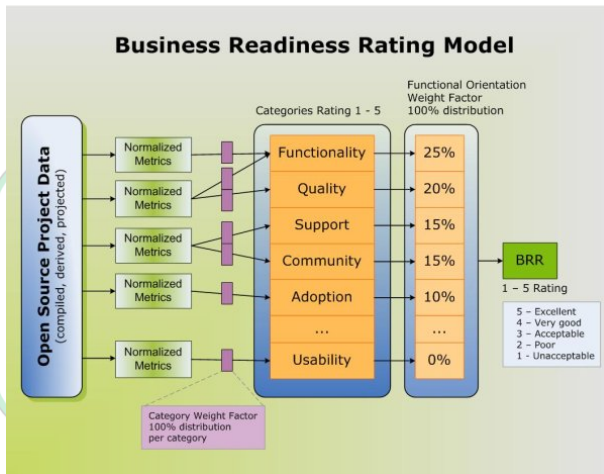 Business Readiness Rating Model
Open Source Project Data
(compiled, derived, projected)
Normalized
Metrics
Normalized
Metrics
Normalized
Metrics
Normalized
Metrics
Normalized
Metrics
Category Weight Factor
100% distribution
per category
Categories Rating 1 - 5
Functionality
Quality
Support
Community
Adoption
...
Usability
Functional Orientation
Weight Factor
100% distribution
25%
20%
15%
15%
10%
...
0%
BRR
1 – 5 Rating
5 – Excellent
4 – Very good
3 – Acceptable
2 – Poor
1 - Unacceptable